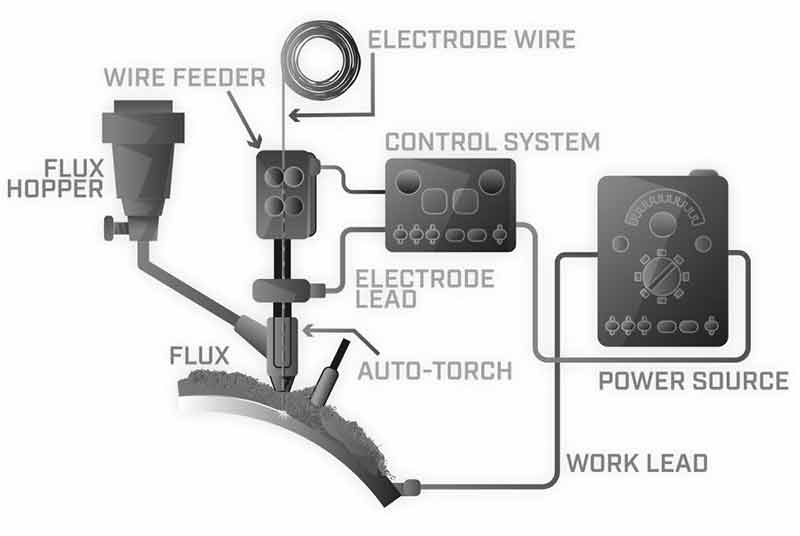 ELECTRODE WIRE
WIRE FEEDER
CONTROL SYSTEM
FLUX
HOPPER
ELECTRODE
LEAD
FLUX
AUTO-TORCH
POWER SOURCE
WORK LEAD